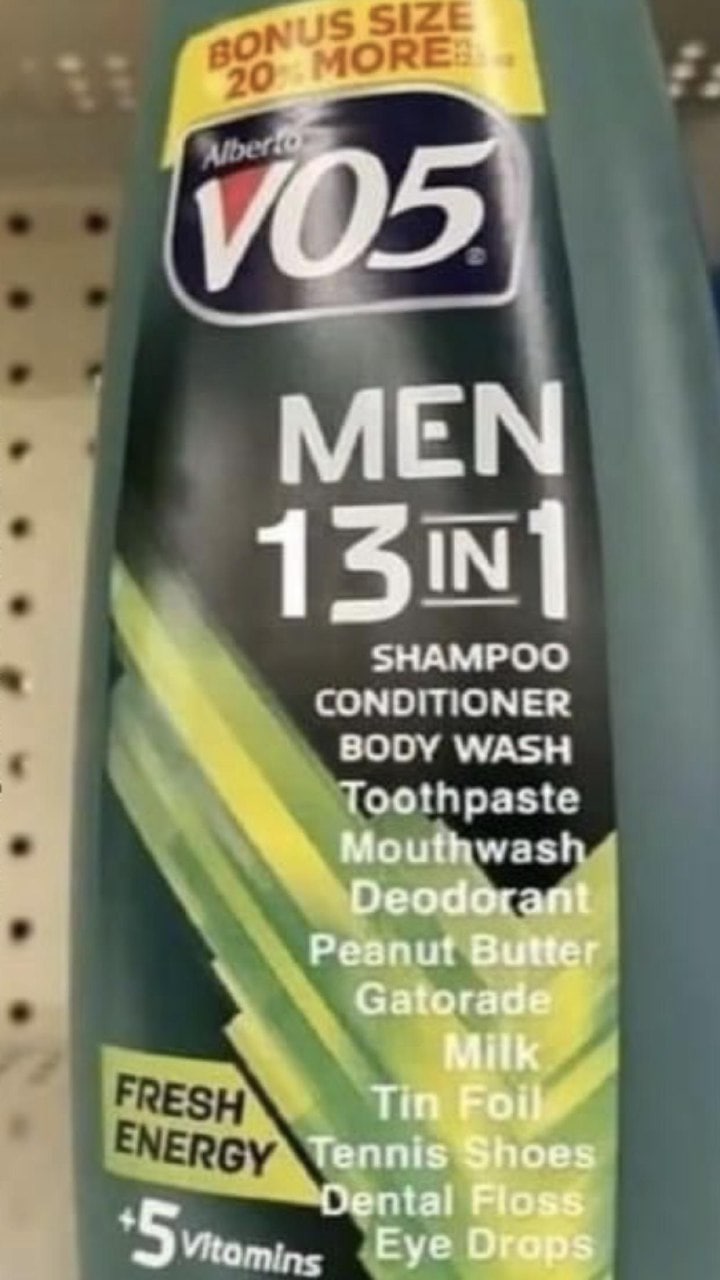 BONUS SIZE
20% MORE
Alberto
VO5
MEN
13 IN 1
SHAMPOO
CONDITIONER
BODY WASH
Toothpaste
Mouthwash
Deodorant
Peanut Butter
Gatorade
Milk
Tin Foil
Tennis Shoes
Dental Floss
Eye Drops
FRESH
ENERGY
+5 Vitamins